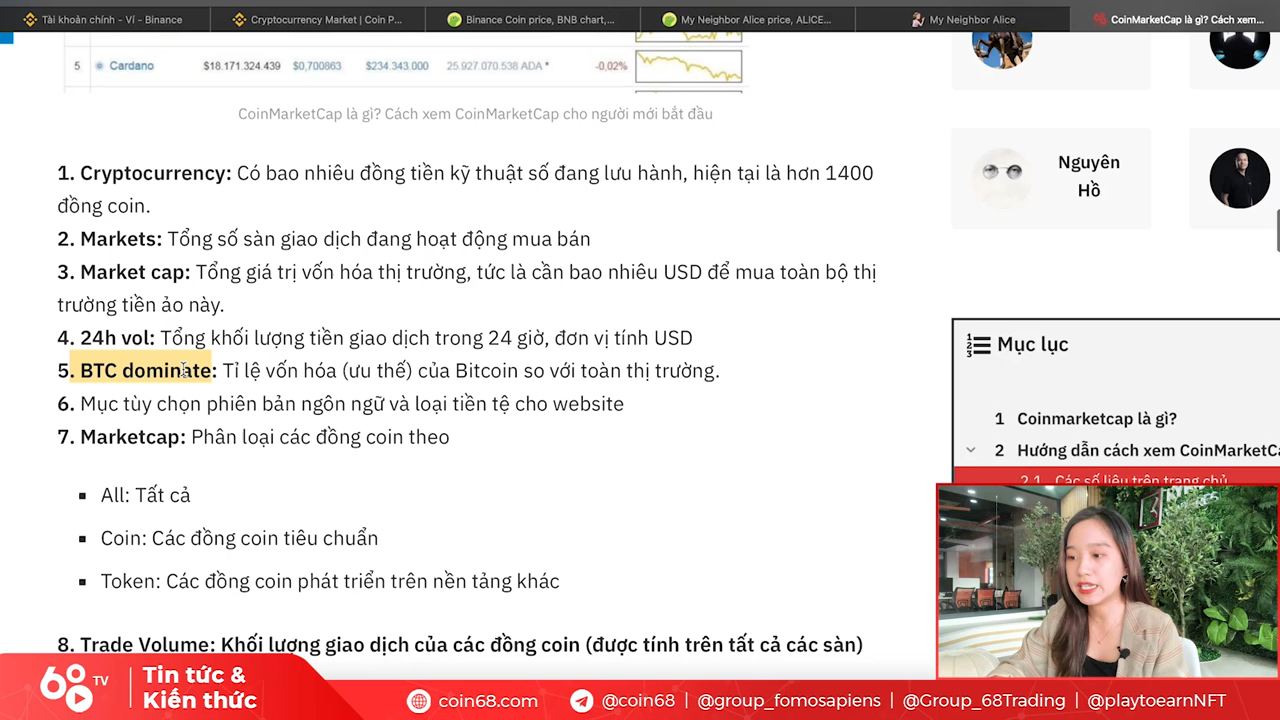 Tài khoản chính - Ví - Binance
Cryptocurrency Market | Coin P...
Binance Coin price, BNB chart,...
My Neighbor Alice price, ALICE...
My Neighbor Alice
CoinMarketCap là gì? Cách xem...
5 Cardano $18.171.324.439 $0,700863 $234.343.000 25.927.070.538 ADA * -0,02%
CoinMarketCap là gì? Cách xem CoinMarketCap cho người mới bắt đầu
1. Cryptocurrency: Có bao nhiêu đồng tiền kỹ thuật số đang lưu hành, hiện tại là hơn 1400
đồng coin.
2. Markets: Tổng số sàn giao dịch đang hoạt động mua bán
3. Market cap: Tổng giá trị vốn hóa thị trường, tức là cần bao nhiêu USD để mua toàn bộ thị
trường tiền ảo này.
4. 24h vol: Tổng khối lượng tiền giao dịch trong 24 giờ, đơn vị tính USD
5. BTC dominate: Tỉ lệ vốn hóa (ưu thế) của Bitcoin so với toàn thị trường.
6. Mục tùy chọn phiên bản ngôn ngữ và loại tiền tệ cho website
7. Marketcap: Phân loại các đồng coin theo
▪ All: Tất cả
▪ Coin: Các đồng coin tiêu chuẩn
▪ Token: Các đồng coin phát triển trên nền tảng khác
8. Trade Volume: Khối lượng giao dịch của các đồng coin (được tính trên tất cả các sàn)
Nguyên
Hồ
Mục lục
1 Coinmarketcap là gì?
2 Hướng dẫn cách xem CoinMarketCa
2.1 Các số liệu trên trang chủ
68 TV
Tin tức &
Kiến thức
coin68.com
@coin68 | @group_fomosapiens | @Group_68Trading | @playtoearnNFT